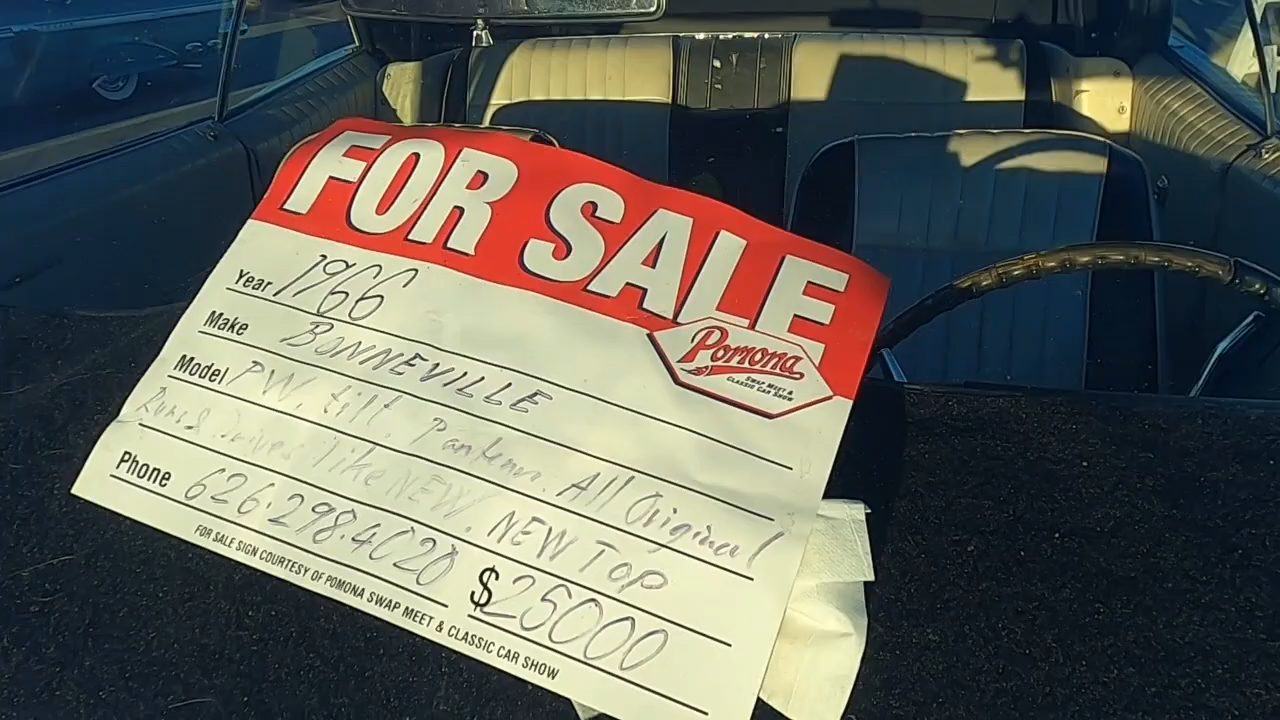 FOR SALE
Pomona
SWAP MEET &
CLASSIC CAR SHOW
Year 1966
Make BONNEVILLE
Model PW. tilt. All Original
Runs & Drives like NEW. NEW TOP
Phone 626.298.4020 $25000
FOR SALE SIGN COURTESY OF POMONA SWAP MEET & CLASSIC CAR SHOW